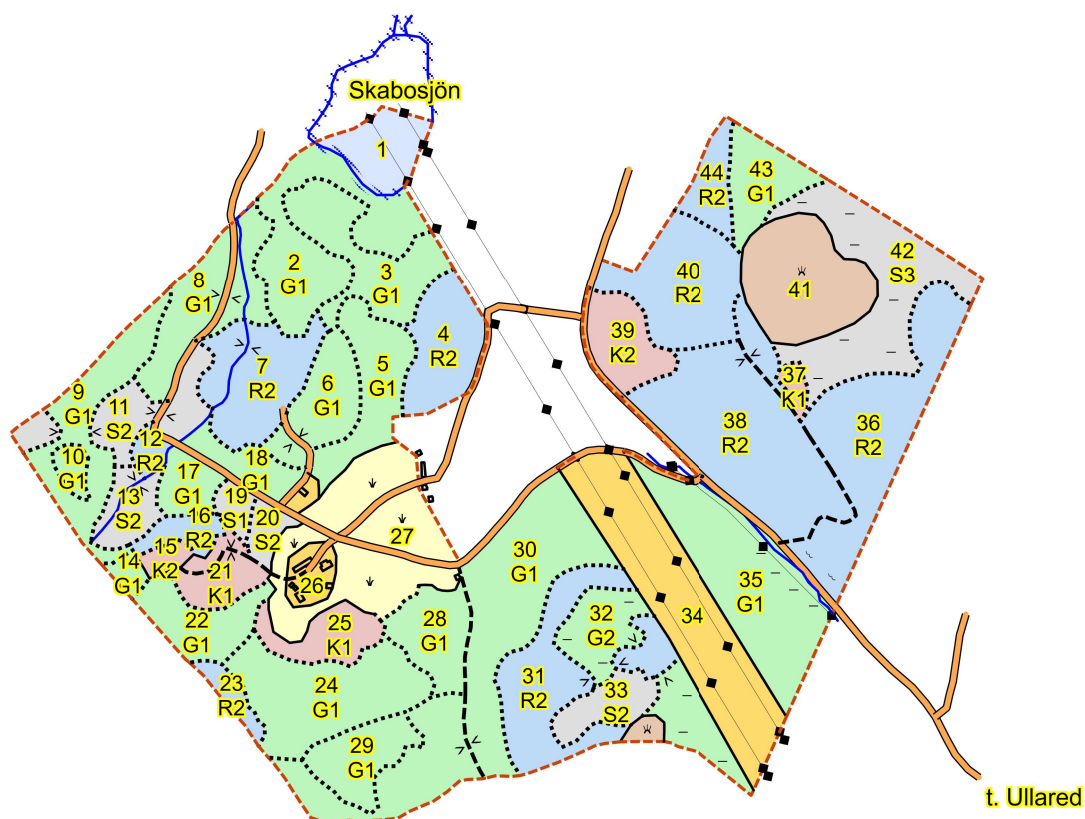 Skabosjön
1
44
R2
43
G1
42
S3
2
G1
3
G1
8
G1
40
R2
41
39
K2
4
R2
7
R2
6
G1
5
G1
37
K1
9
G1
11
S2
38
R2
36
R2
12
R2
10
G1
18
G1
17
G1
13
S2
19
S1
20
S2
16
R2
27
14
G1
15
K2
21
K1
26
30
G1
35
G1
22
G1
25
K1
28
G1
32
G2
34
23
R2
24
G1
31
R2
33
S2
29
G1
t. Ullared